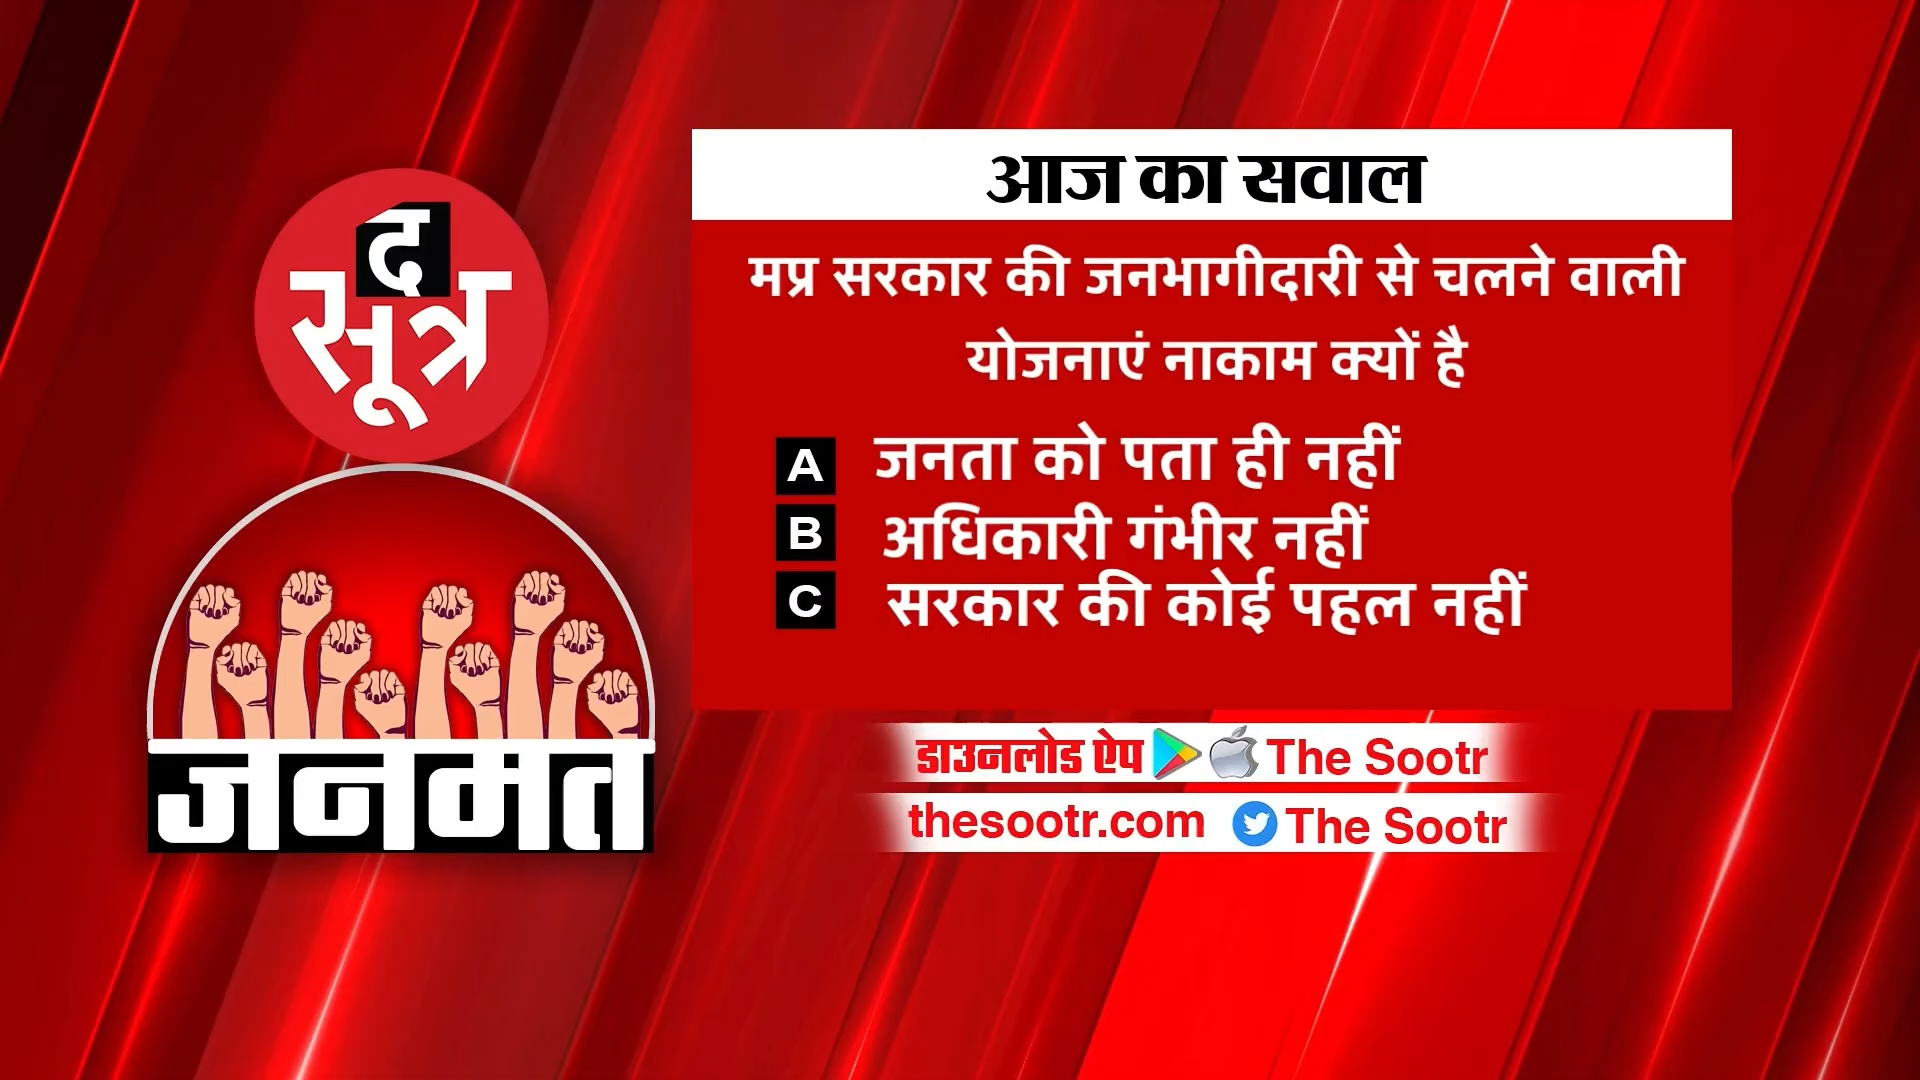 द
सूत्र
जनमत
आज का सवाल
मप्र सरकार की जनभागीदारी से चलने वाली
योजनाएं नाकाम क्यों है
A जनता को पता ही नहीं
B अधिकारी गंभीर नहीं
C सरकार की कोई पहल नहीं
डाउनलोड ऐप The Sootr
thesootr.com The Sootr